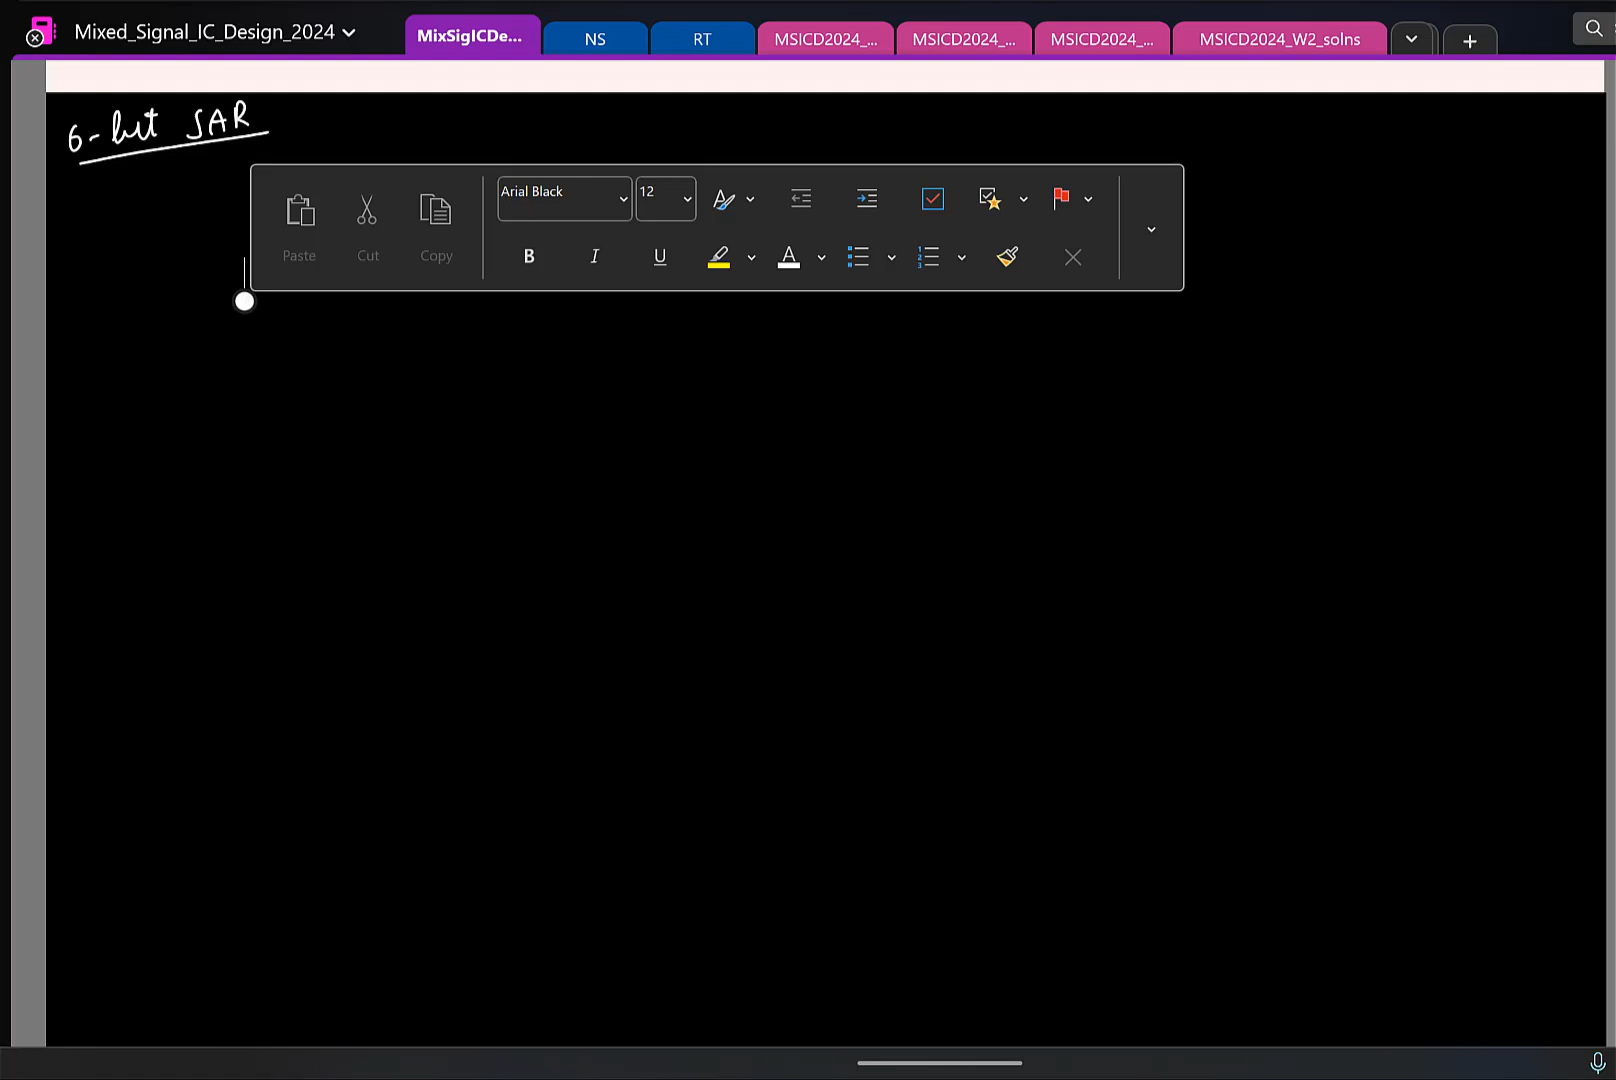 Mixed_Signal_IC_Design_2024
MixSigICDe...
NS
RT
MSICD2024_...
MSICD2024_...
MSICD2024_...
MSICD2024_W2_solns
6-bit SAR
Arial Black
12
Paste
Cut
Copy
B
I
U
A